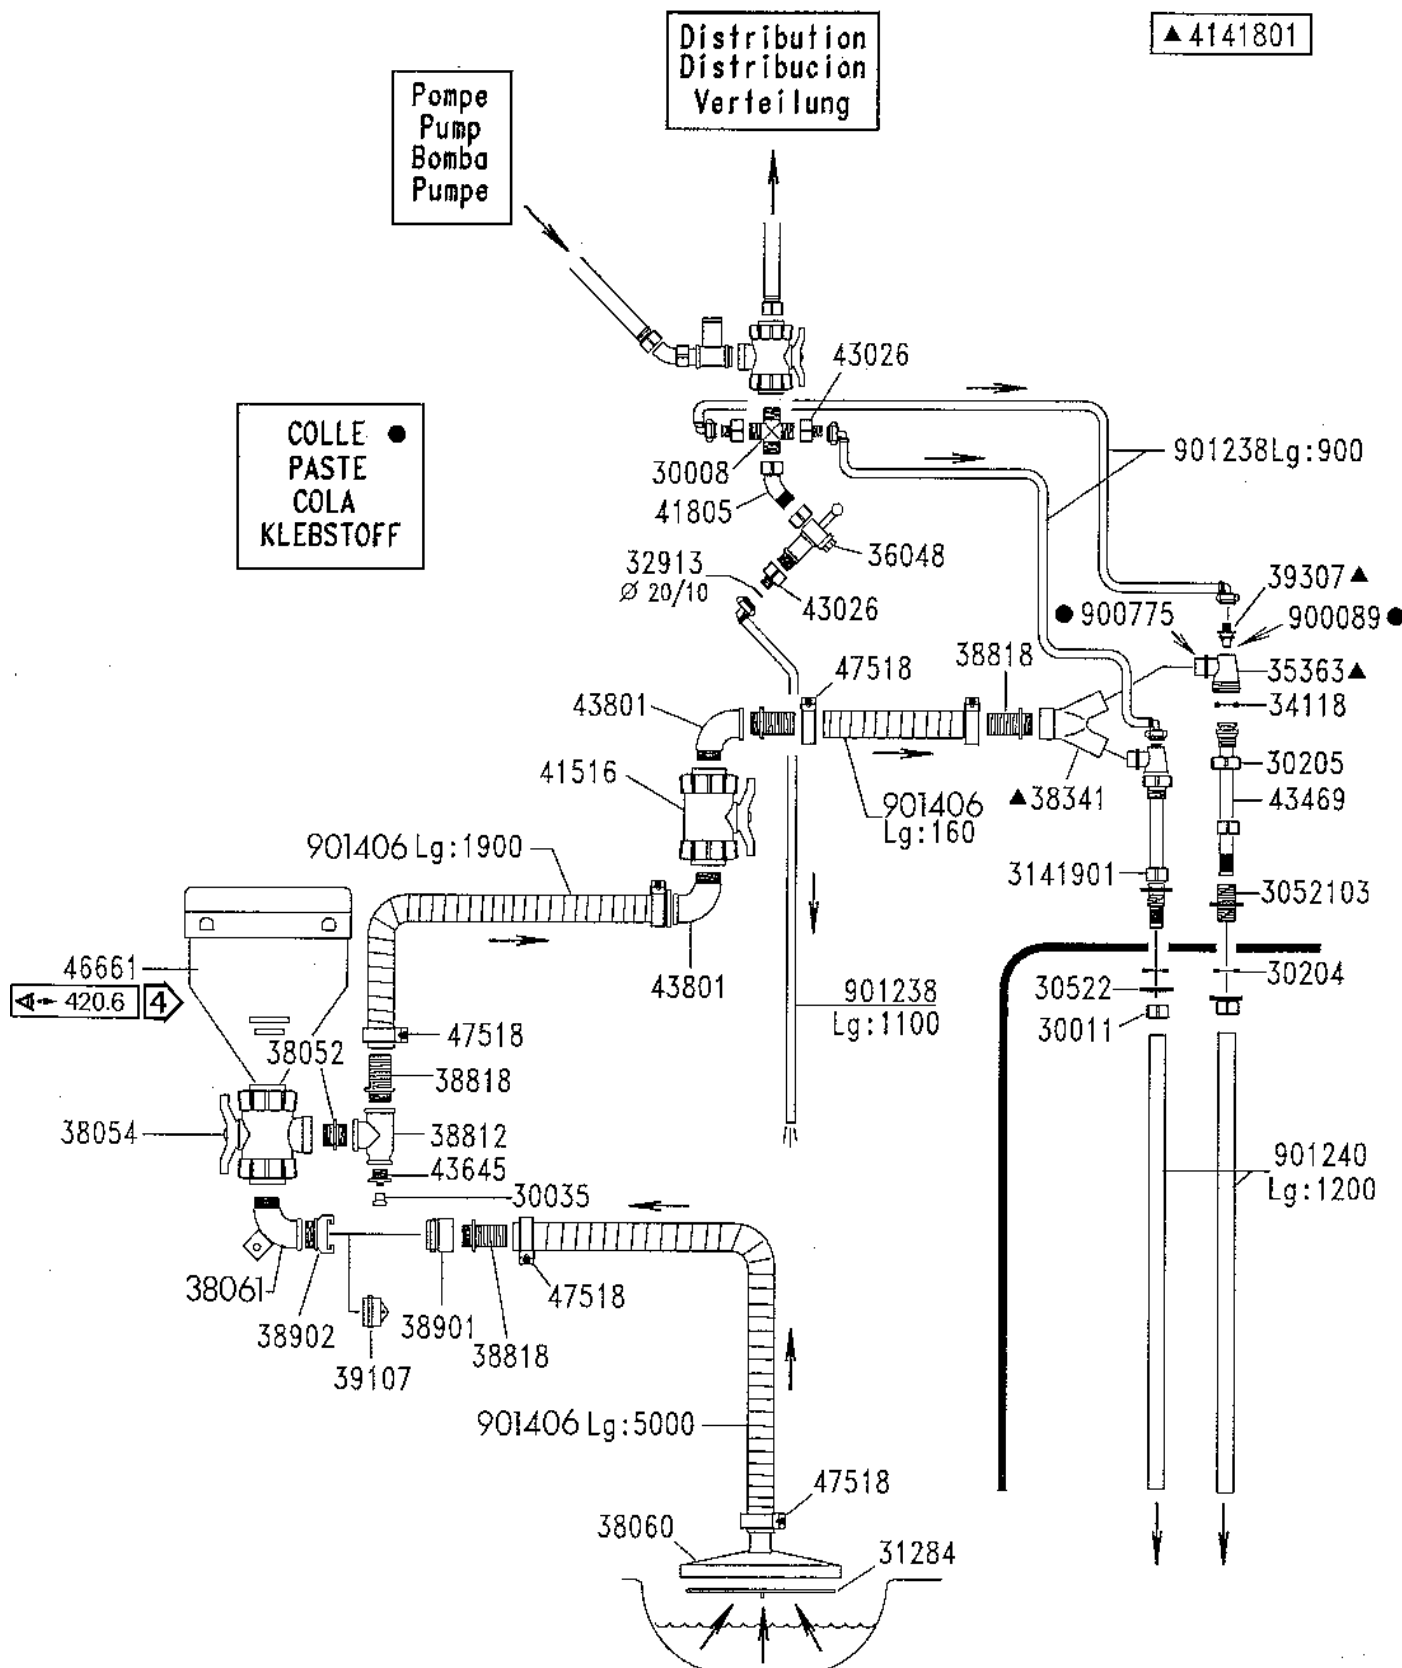 Distribution
Distribución
Verteilung
▲ 4141801
Pompe
Pump
Bomba
Pumpe
43026
COLLE ●
PASTE
COLA
KLEBSTOFF
30008
901238 Lg:900
41805
36048
32913
Ø 20/10
43026
39307 ▲
● 900775
900089 ●
47518
38818
35363 ▲
43801
34118
41516
30205
▲ 38341
43469
901406
Lg:160
901406 Lg:1900
3141901
3052103
46661
43801
30204
420.6
4
901238
Lg:1100
30522
30011
47518
38052
38818
38054
38812
43645
30035
901240
Lg:1200
38061
47518
38902
38901
38818
39107
901406 Lg:5000
47518
38060
31284